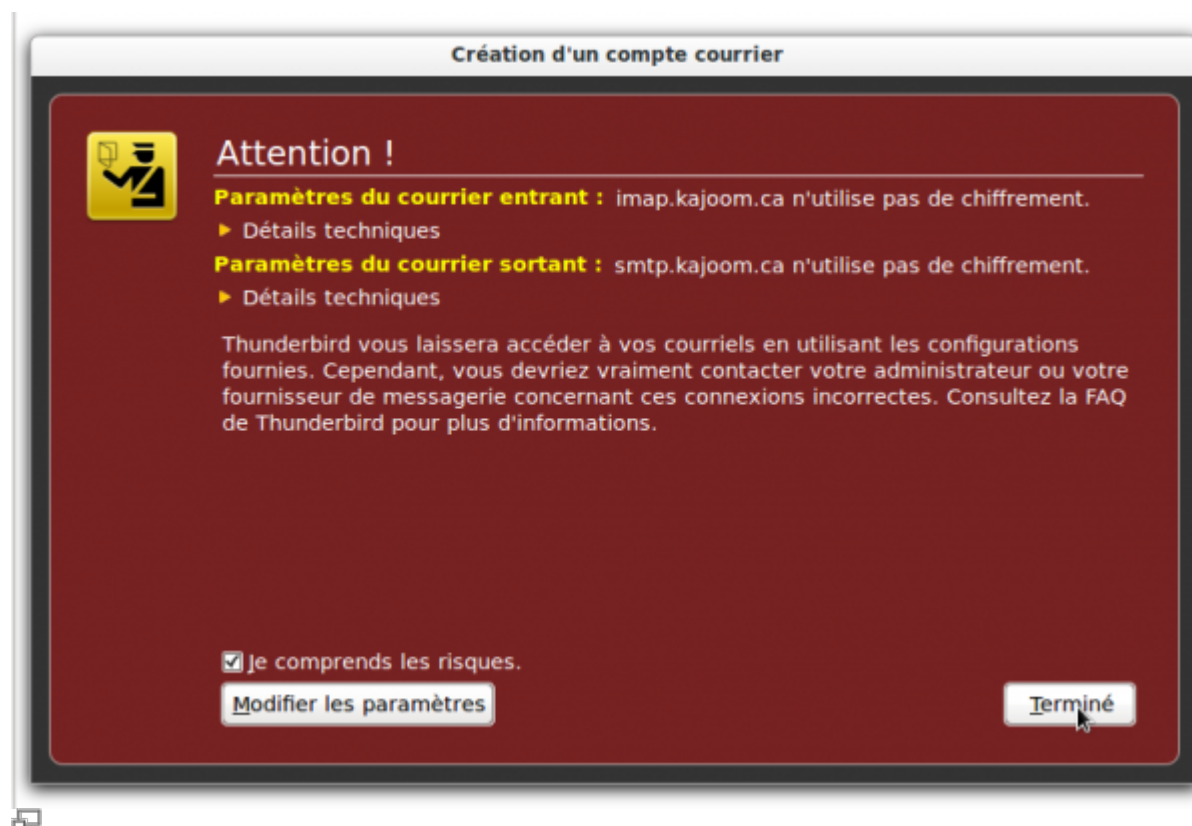 Création d'un compte courrier
Attention !
Paramètres du courrier entrant : imap.kajoom.ca n'utilise pas de chiffrement.
Détails techniques
Paramètres du courrier sortant : smtp.kajoom.ca n'utilise pas de chiffrement.
Détails techniques
Thunderbird vous laissera accéder à vos courriels en utilisant les configurations
fournies. Cependant, vous devriez vraiment contacter votre administrateur ou votre
fournisseur de messagerie concernant ces connexions incorrectes. Consultez la FAQ
de Thunderbird pour plus d'informations.
Je comprends les risques.
Modifier les paramètres
Terminé